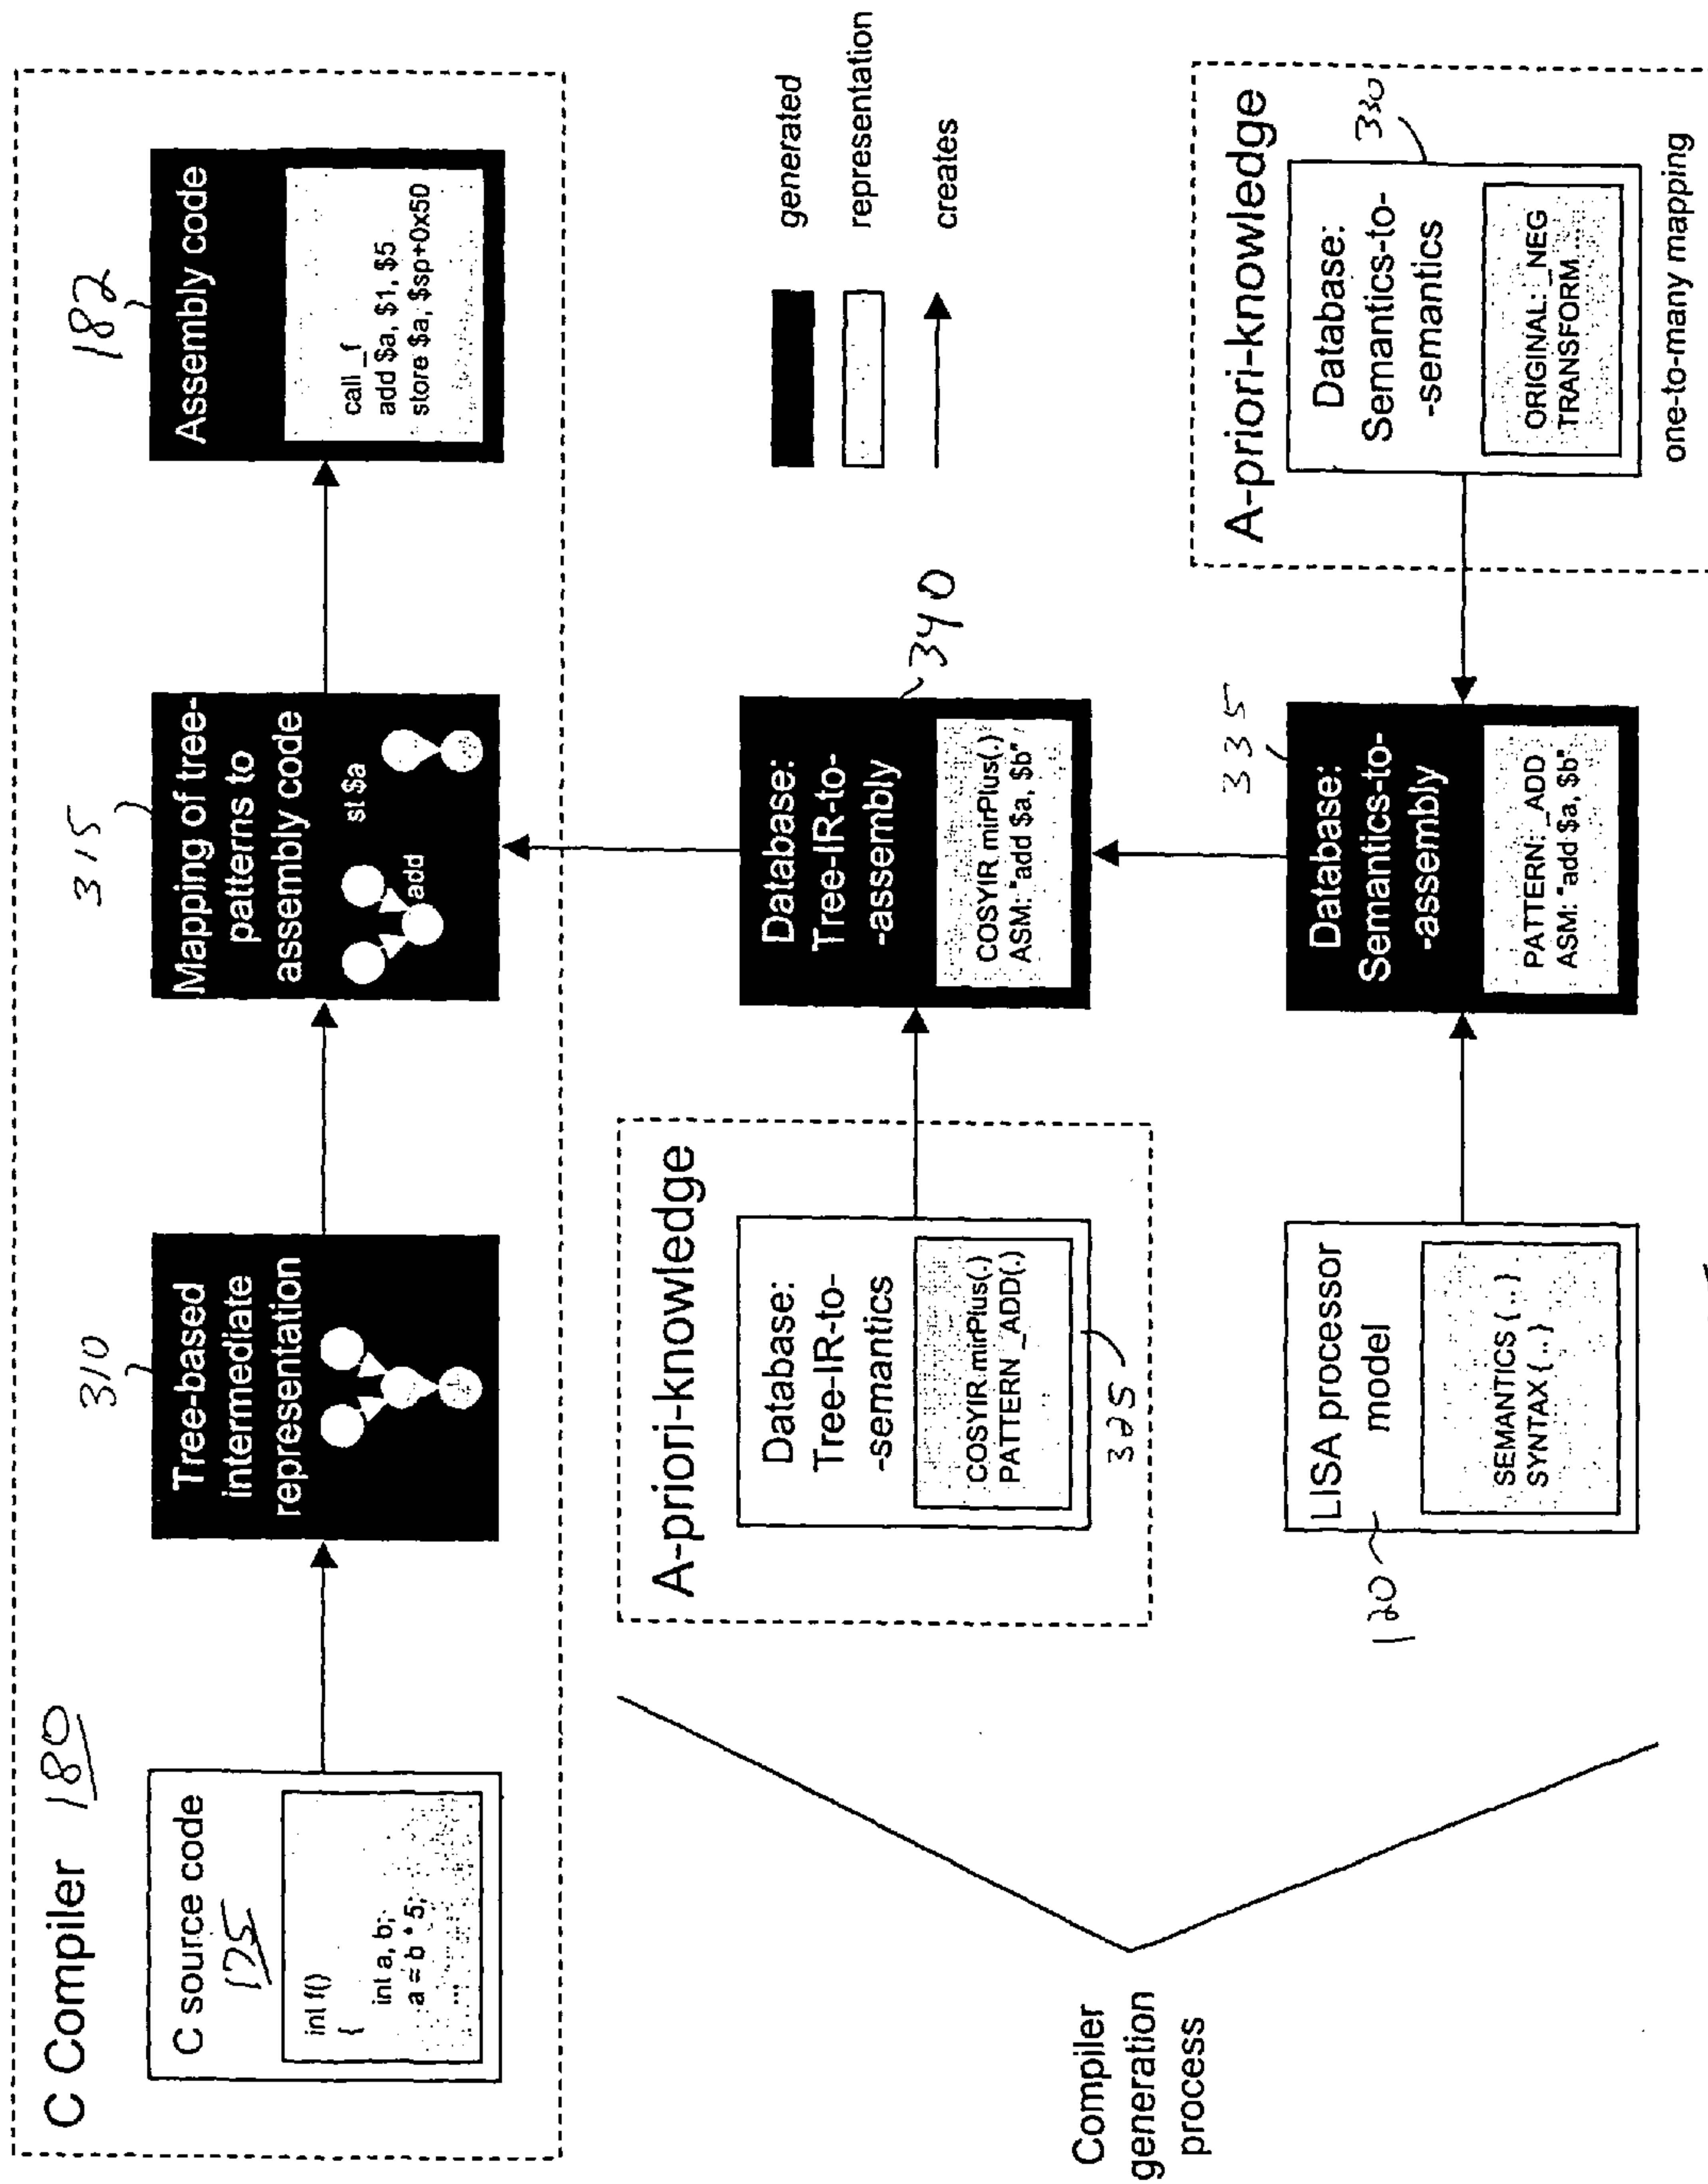 C Compiler 180
C source code
175
int f()
{
int a, b;
a = b * 5;
...
310
Tree-based
intermediate
representation
315
Mapping of tree-
patterns to
assembly code
add
st $a
182
Assembly code
call _f
add $a, $1, $5
store $a, $sp+0x50
A-priori-knowledge
Database:
Tree-IR-to-
-semantics
COSYIR mirPlus(.)
PATTERN _ADD(.)
325
Database:
Tree-IR-to-
-assembly
COSYIR mirPlus(.)
ASM: "add $a, $b"
340
generated
representation
creates
Compiler
generation
process
120
LISA processor
model
SEMANTICS { .. }
SYNTAX { .. }
335
Database:
Semantics-to-
-assembly
PATTERN: _ADD
ASM: "add $a, $b"
A-priori-knowledge
330
Database:
Semantics-to-
-semantics
ORIGINAL: _NEG
TRANSFORM ...
one-to-many mapping